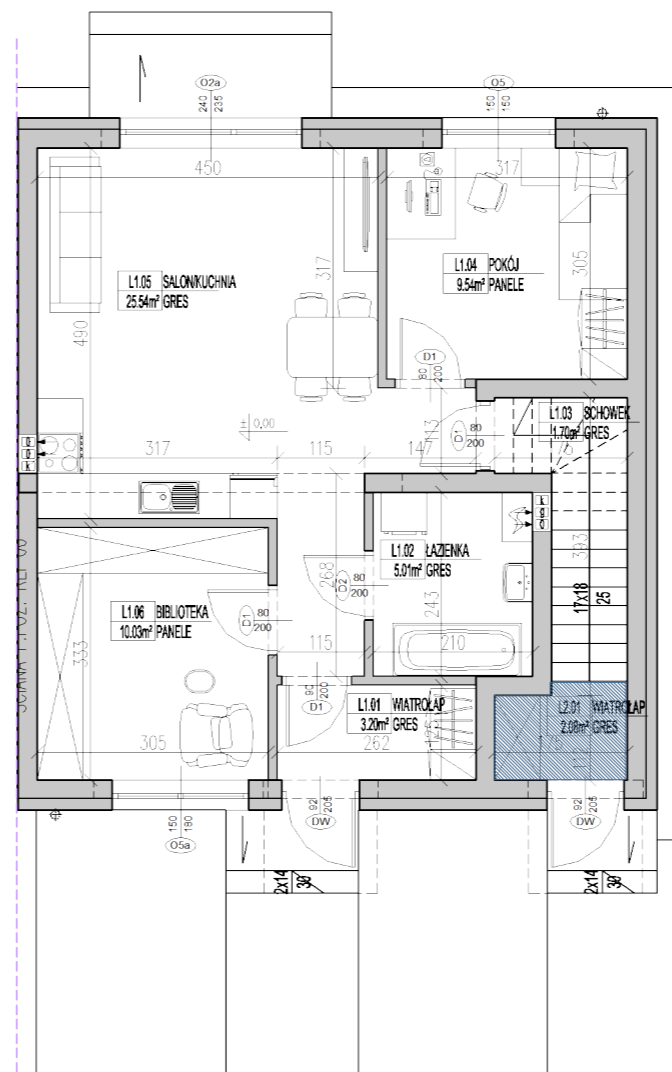 O2a
240
235
O5
150
150
450
317
L1.05 SALON/KUCHNIA
25.54m² GRES
317
L1.04 POKÓJ
9.54m² PANELE
305
490
D1
80
200
± 0,00
L1.03 SCHOWEK
1.70m² GRES
D1
80
200
317
115
147
k
g
L1.02 ŁAZIENKA
5.01m² GRES
268
D2
80
200
243
210
393
17x18
25
L1.06 BIBLIOTEKA
10.03m² PANELE
D1
80
200
333
115
90
200
D1
L1.01 WIATROŁAP
3.20m² GRES
L2.01 WIATROŁAP
2.08m² GRES
305
262
150
180
O5a
92
205
DW
92
205
DW
2x14
30
2x14
30